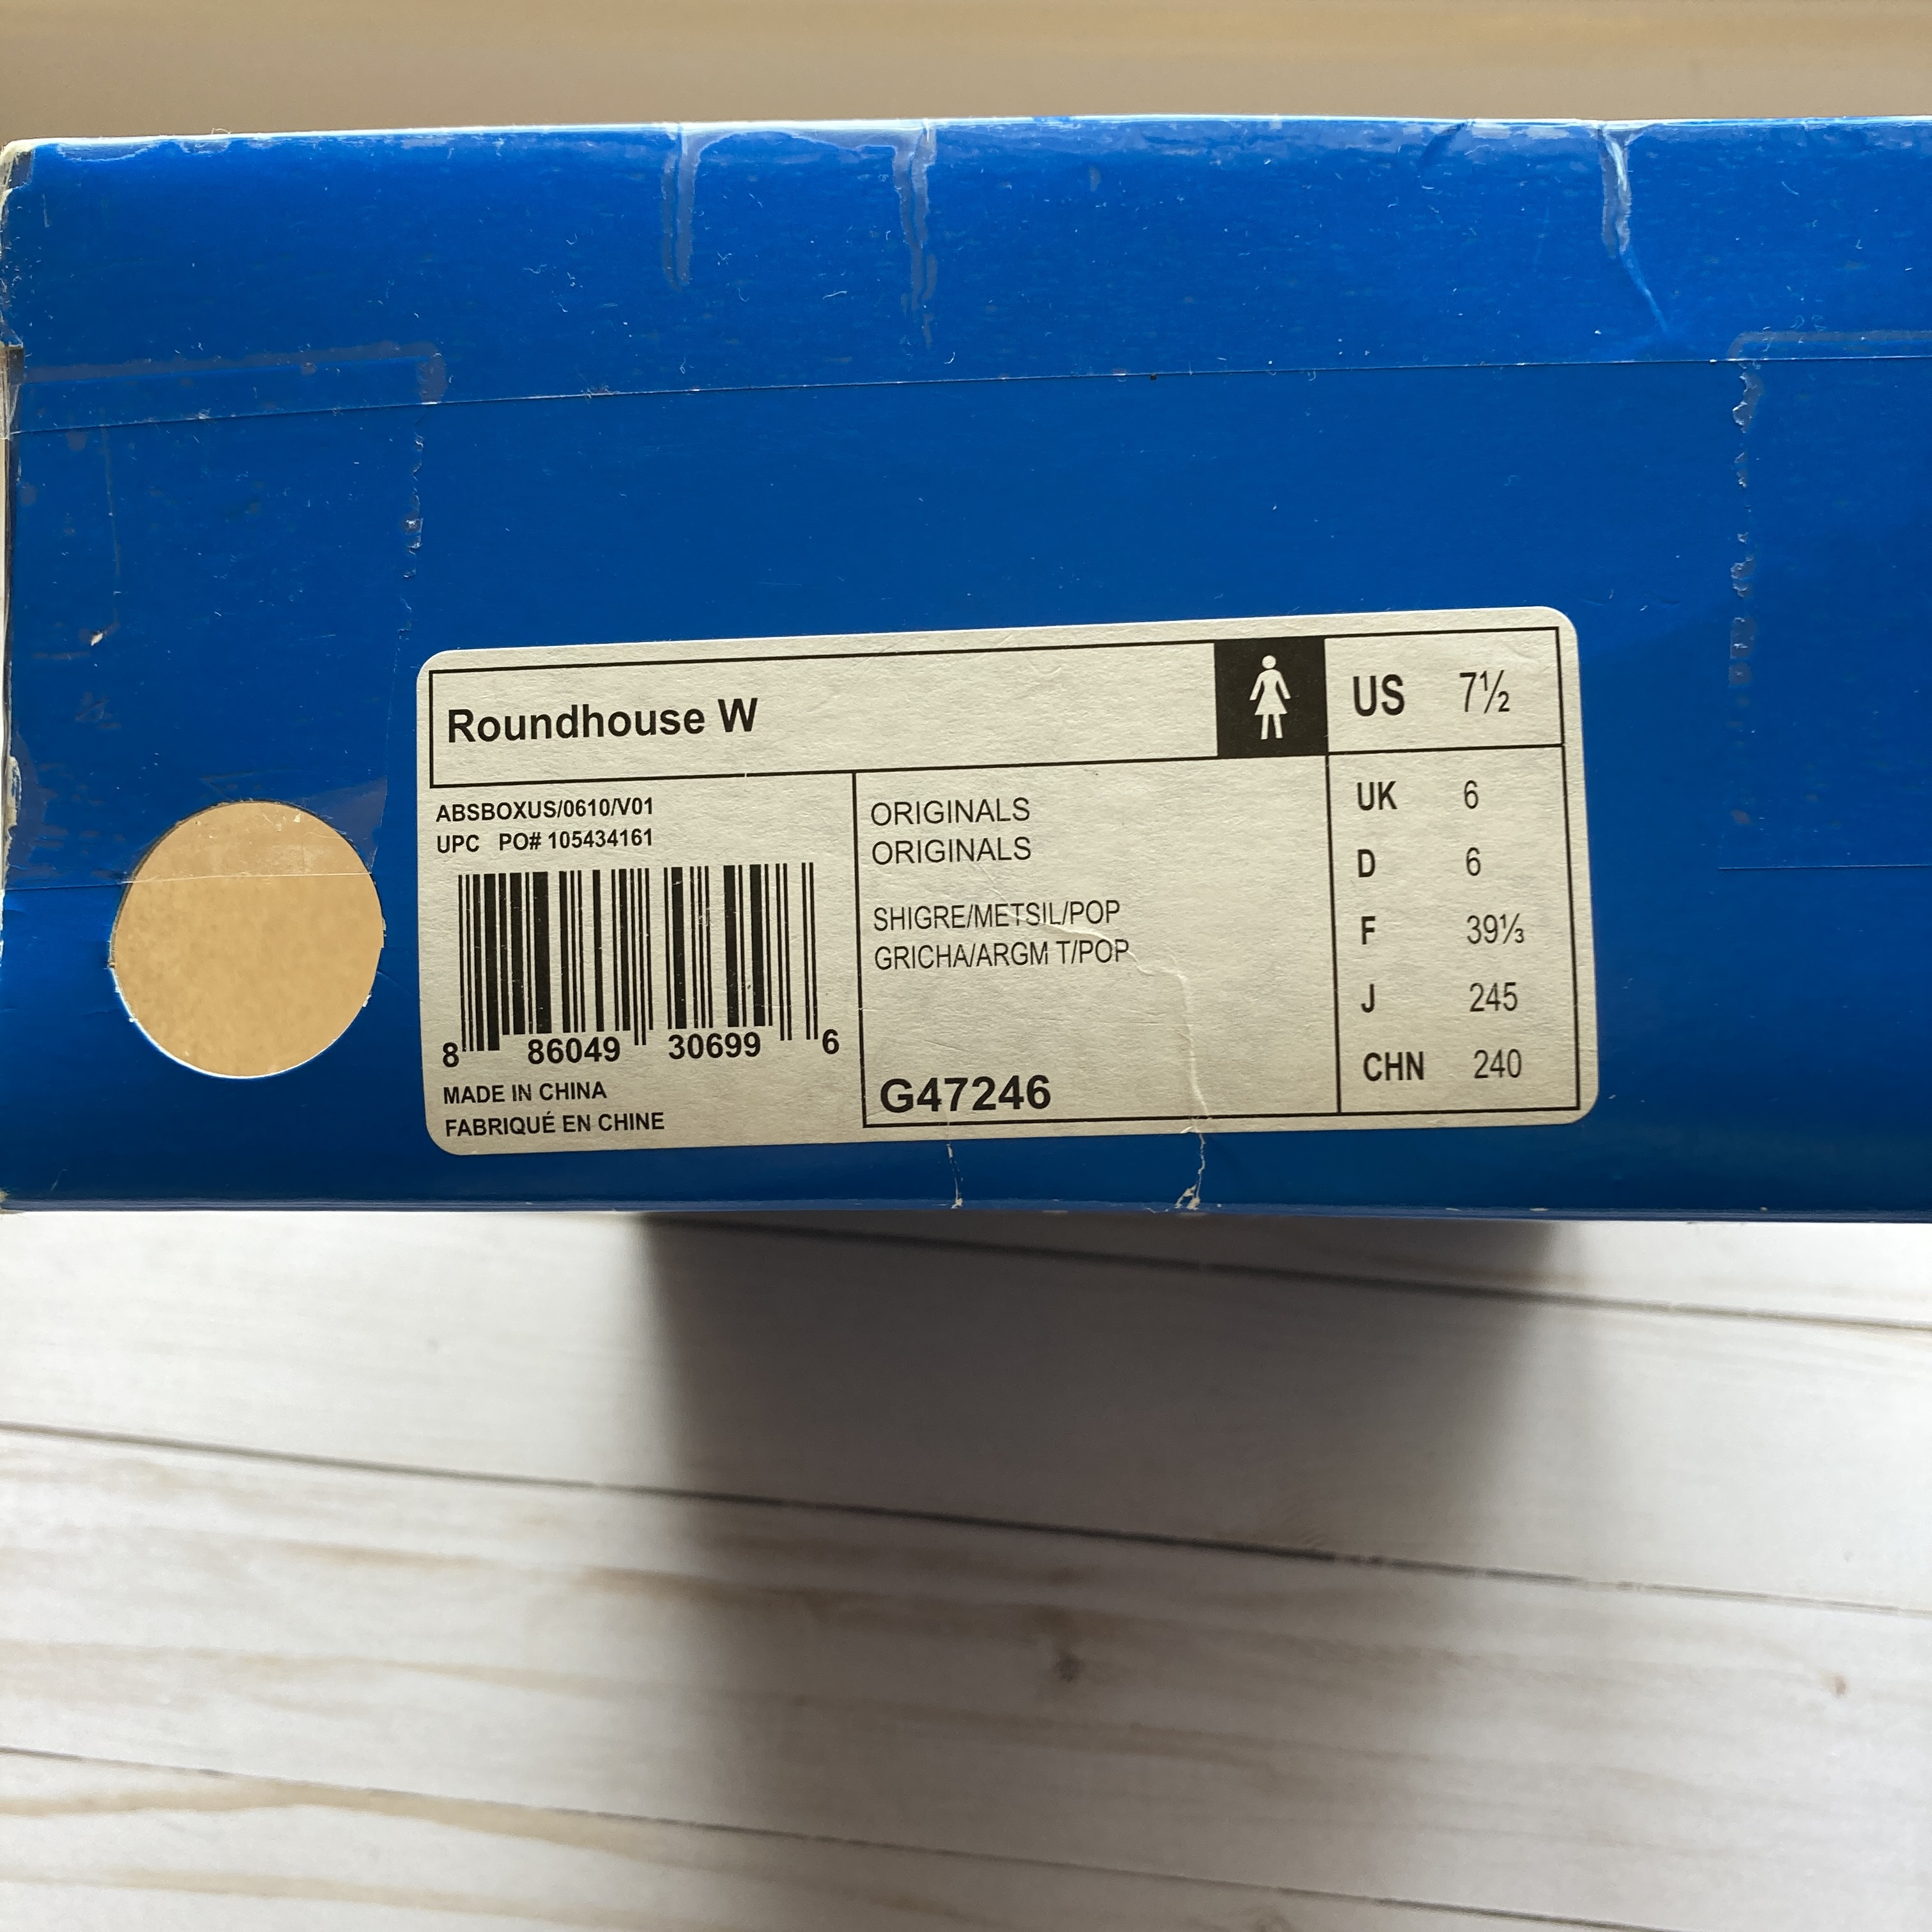 Roundhouse W
US 7½
ABSBOXUS/0610/V01
UPC PO# 105434161
8 86049 30699 6
MADE IN CHINA
FABRIQUÉ EN CHINE
ORIGINALS
ORIGINALS
SHIGRE/METSIL/POP
GRICHA/ARGM T/POP
G47246
UK 6
D 6
F 39⅓
J 245
CHN 240